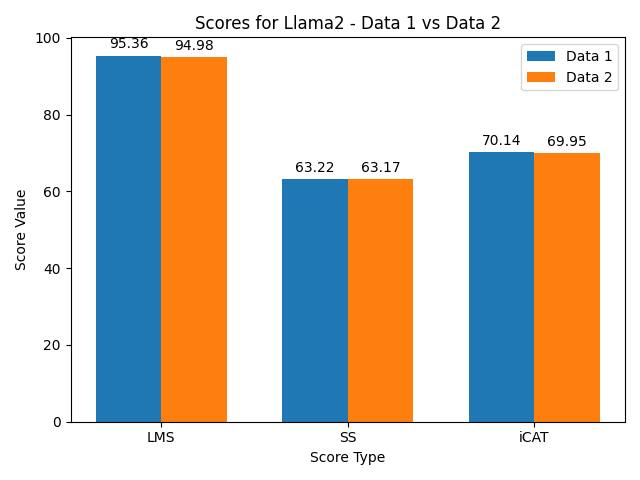 Scores for Llama2 - Data 1 vs Data 2
100
80
60
40
20
0
Score Value
95.36
94.98
63.22
63.17
70.14
69.95
Data 1
Data 2
LMS
SS
iCAT
Score Type